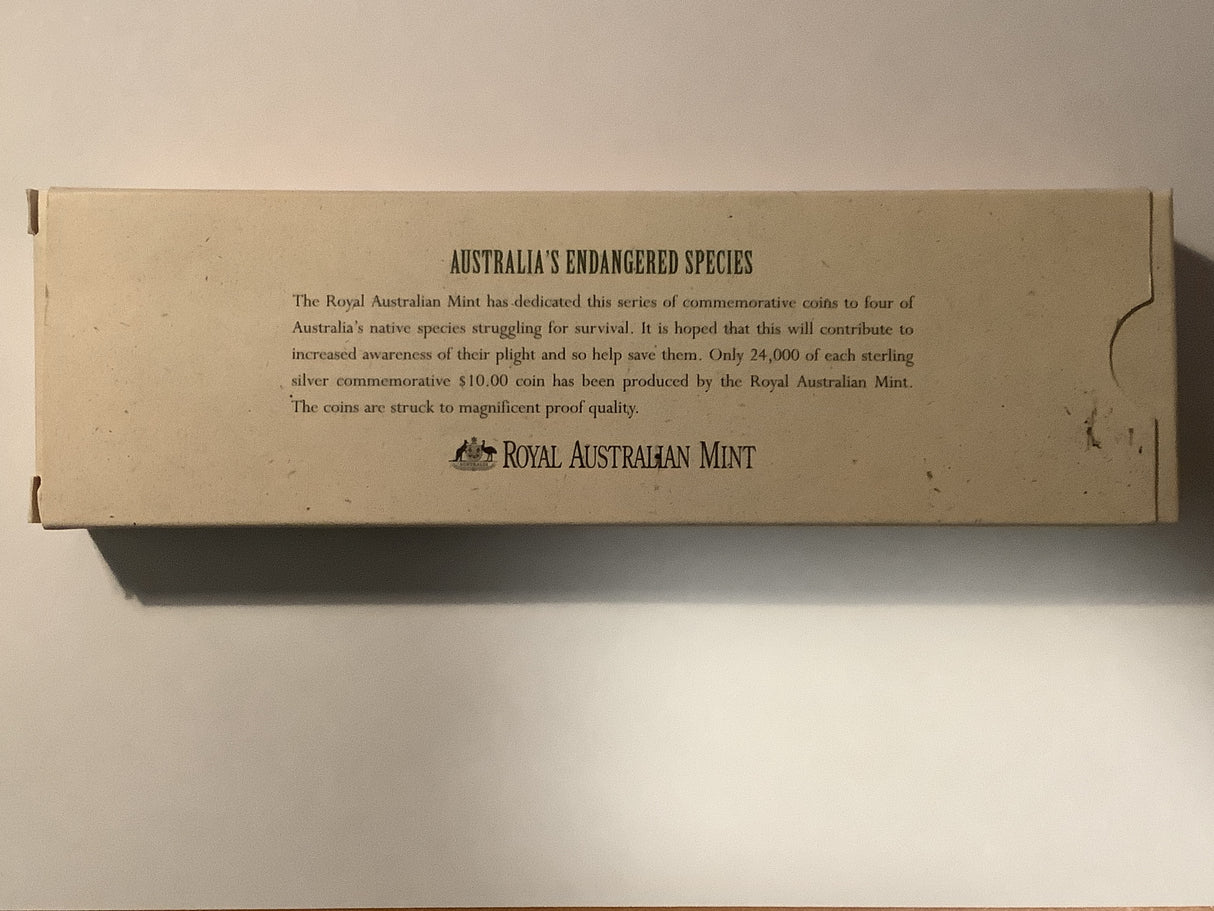 AUSTRALIA'S ENDANGERED SPECIES
The Royal Australian Mint has dedicated this series of commemorative coins to four of
Australia's native species struggling for survival. It is hoped that this will contribute to
increased awareness of their plight and so help save them. Only 24,000 of each sterling
silver commemorative $10.00 coin has been produced by the Royal Australian Mint.
The coins are struck to magnificent proof quality.
ROYAL AUSTRALIAN MINT